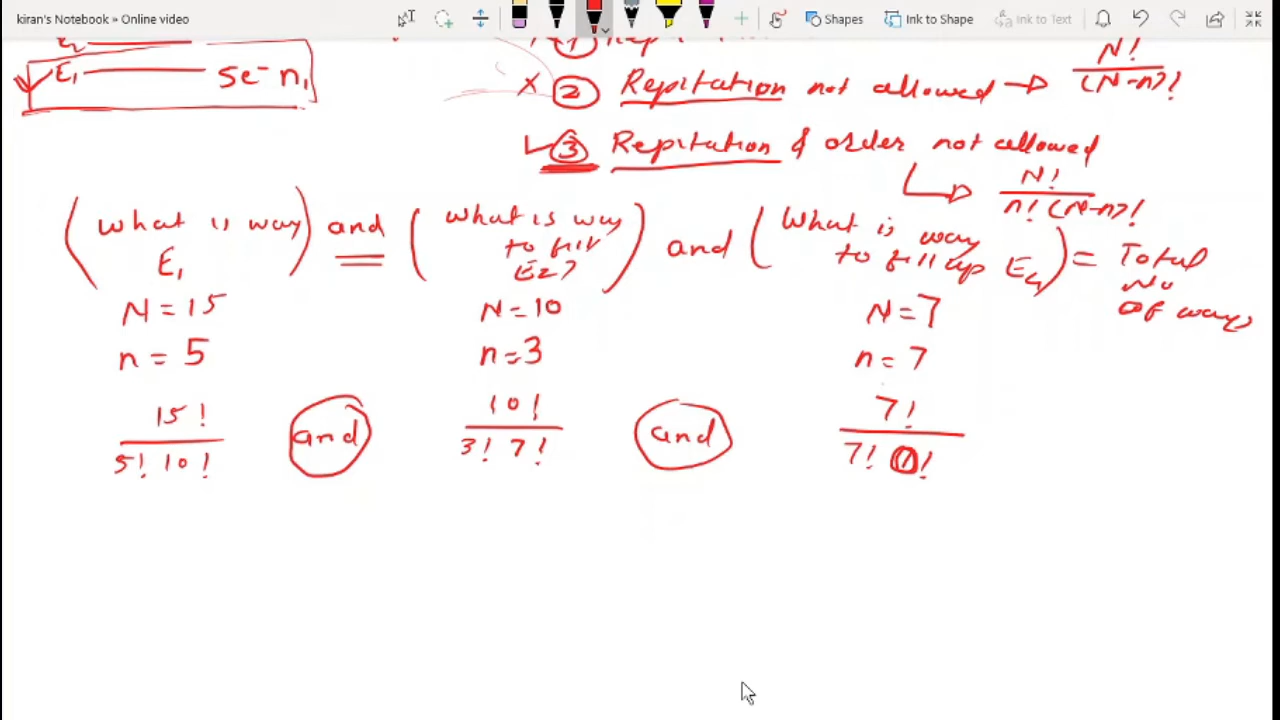 kiran's Notebook » Online video
Shapes
Ink to Shape
Ink to Text
E₁ 5e⁻ n₁
① Rep
N!
(N-n)!
X ② Repitation not allowed →
✓③ Repitation & order not allowed
N!
n! (N-n)!
(What is way E₁) and (What is way to fill E₂?) and (What is way to fill up E₄) = Total No of ways
N = 15 N = 10 N = 7
n = 5 n = 3 n = 7
15! and 10! and 7!
5! 10! 3! 7! 7! 0!